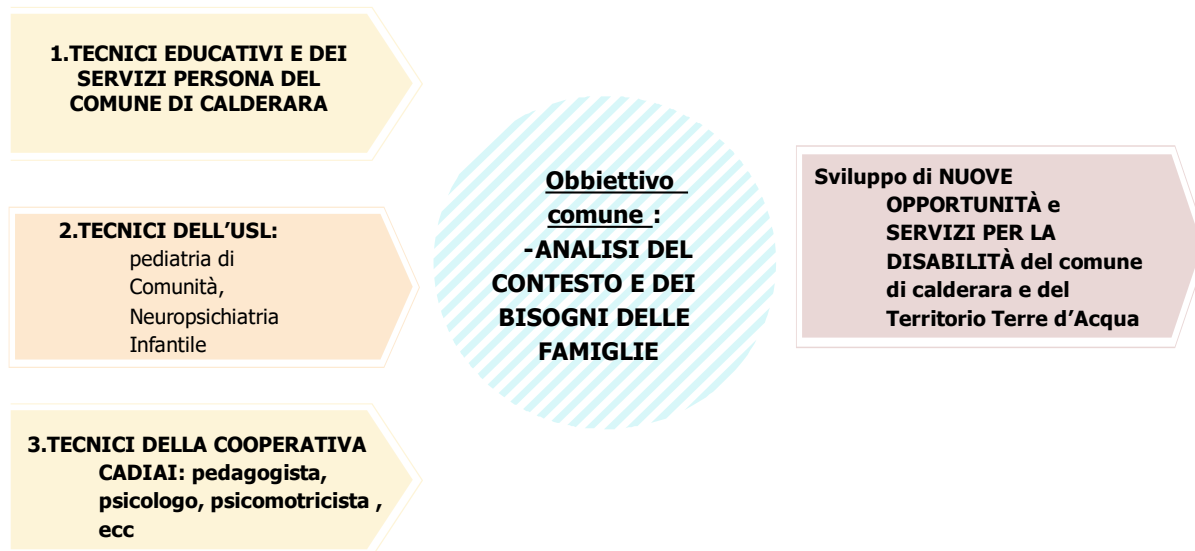 1.TECNICI EDUCATIVI E DEI
SERVIZI PERSONA DEL
COMUNE DI CALDERARA
2.TECNICI DELL’USL:
pediatria di
Comunità,
Neuropsichiatria
Infantile
3.TECNICI DELLA COOPERATIVA
CADIAI: pedagogista,
psicologo, psicomotricista ,
ecc
Obbiettivo
comune :
-ANALISI DEL
CONTESTO E DEI
BISOGNI DELLE
FAMIGLIE
Sviluppo di NUOVE
OPPORTUNITÀ e
SERVIZI PER LA
DISABILITÀ del comune
di calderara e del
Territorio Terre d’Acqua